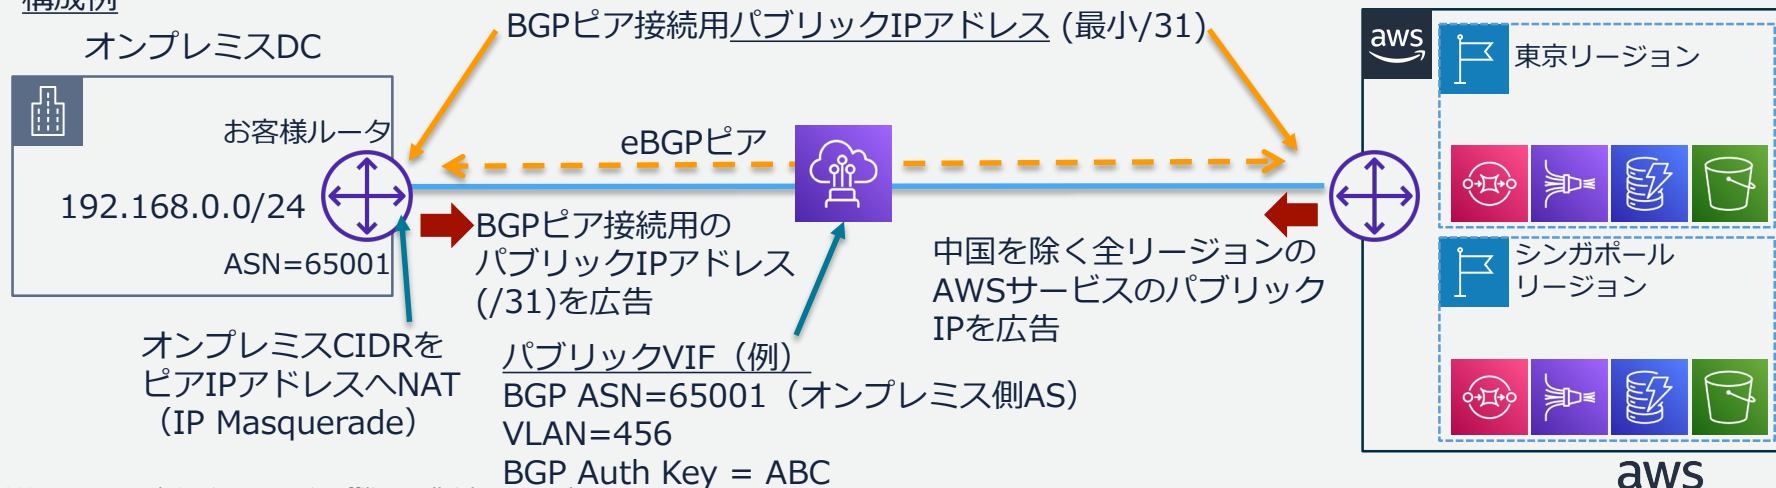 構成例
オンプレミスDC
BGPピア接続用パブリックIPアドレス (最小/31)
aws
東京リージョン
お客様ルータ
eBGPピア
192.168.0.0/24
ASN=65001
BGPピア接続用の
パブリックIPアドレス
(/31)を広告
中国を除く全リージョンの
AWSサービスのパブリック
IPを広告
シンガポール
リージョン
オンプレミスCIDRを
ピアIPアドレスへNAT
（IP Masquerade）
パブリックVIF（例）
BGP ASN=65001（オンプレミス側AS）
VLAN=456
BGP Auth Key = ABC
aws